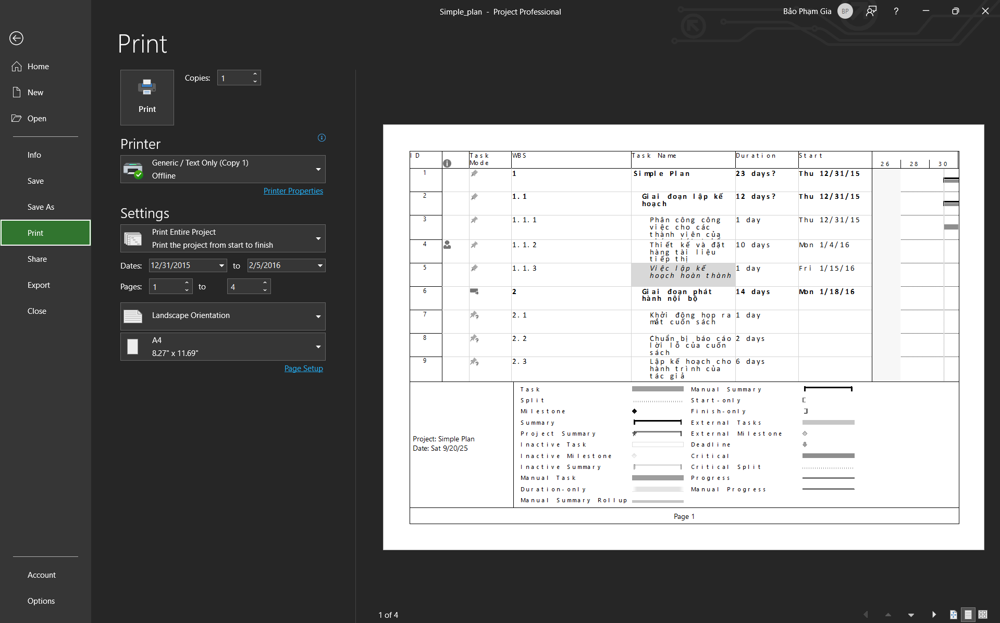 Simple_plan - Project Professional
Bảo Phạm Gia
BP
?
Home
New
Open
Info
Save
Save As
Print
Share
Export
Close
Account
Options
Print
Print
Copies:
1
Printer
Generic / Text Only (Copy 1)
Offline
Printer Properties
Settings
Print Entire Project
Print the project from start to finish
Dates: 12/31/2015 to 2/5/2016
Pages: 1 to 4
Landscape Orientation
A4
8.27" x 11.69"
Page Setup
ID Task Mode WBS Task Name Duration Start 26 28 30
1 1 Simple Plan 23 days? Thu 12/31/15
2 1.1 Giai đoạn lập kế 12 days? Thu 12/31/15
hoạch
3 1.1.1 Phân công công 1 day Thu 12/31/15
việc cho các
thành viên của
4 1.1.2 Thiết kế và đặt 10 days Mon 1/4/16
hàng tài liệu
tiếp thị
5 1.1.3 Việc lập kế 1 day Fri 1/15/16
hoạch hoàn thành
6 2 Giai đoạn phát 14 days Mon 1/18/16
hành nội bộ
7 2.1 Khởi động họp ra 1 day
mắt cuốn sách
8 2.2 Chuẩn bị báo cáo 2 days
lời lỗ của cuốn
sách
9 2.3 Lập kế hoạch cho 6 days
hành trình của
tác giả
Project: Simple Plan
Date: Sat 9/20/25
Task
Split
Milestone
Summary
Project Summary
Inactive Task
Inactive Milestone
Inactive Summary
Manual Task
Duration-only
Manual Summary Rollup
Manual Summary
Start-only
Finish-only
External Tasks
External Milestone
Deadline
Critical
Critical Split
Progress
Manual Progress
Page 1
1 of 4